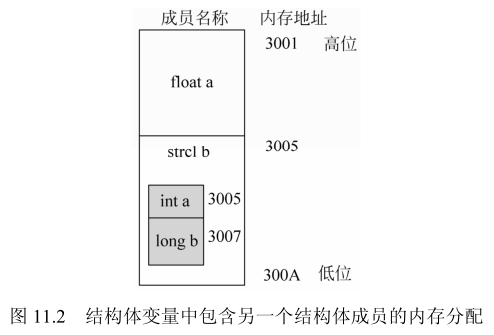 成员名称 内存地址
3001 高位
float a
3005
strcl b
int a 3005
long b 3007
300A 低位
图 11.2 结构体变量中包含另一个结构体成员的内存分配